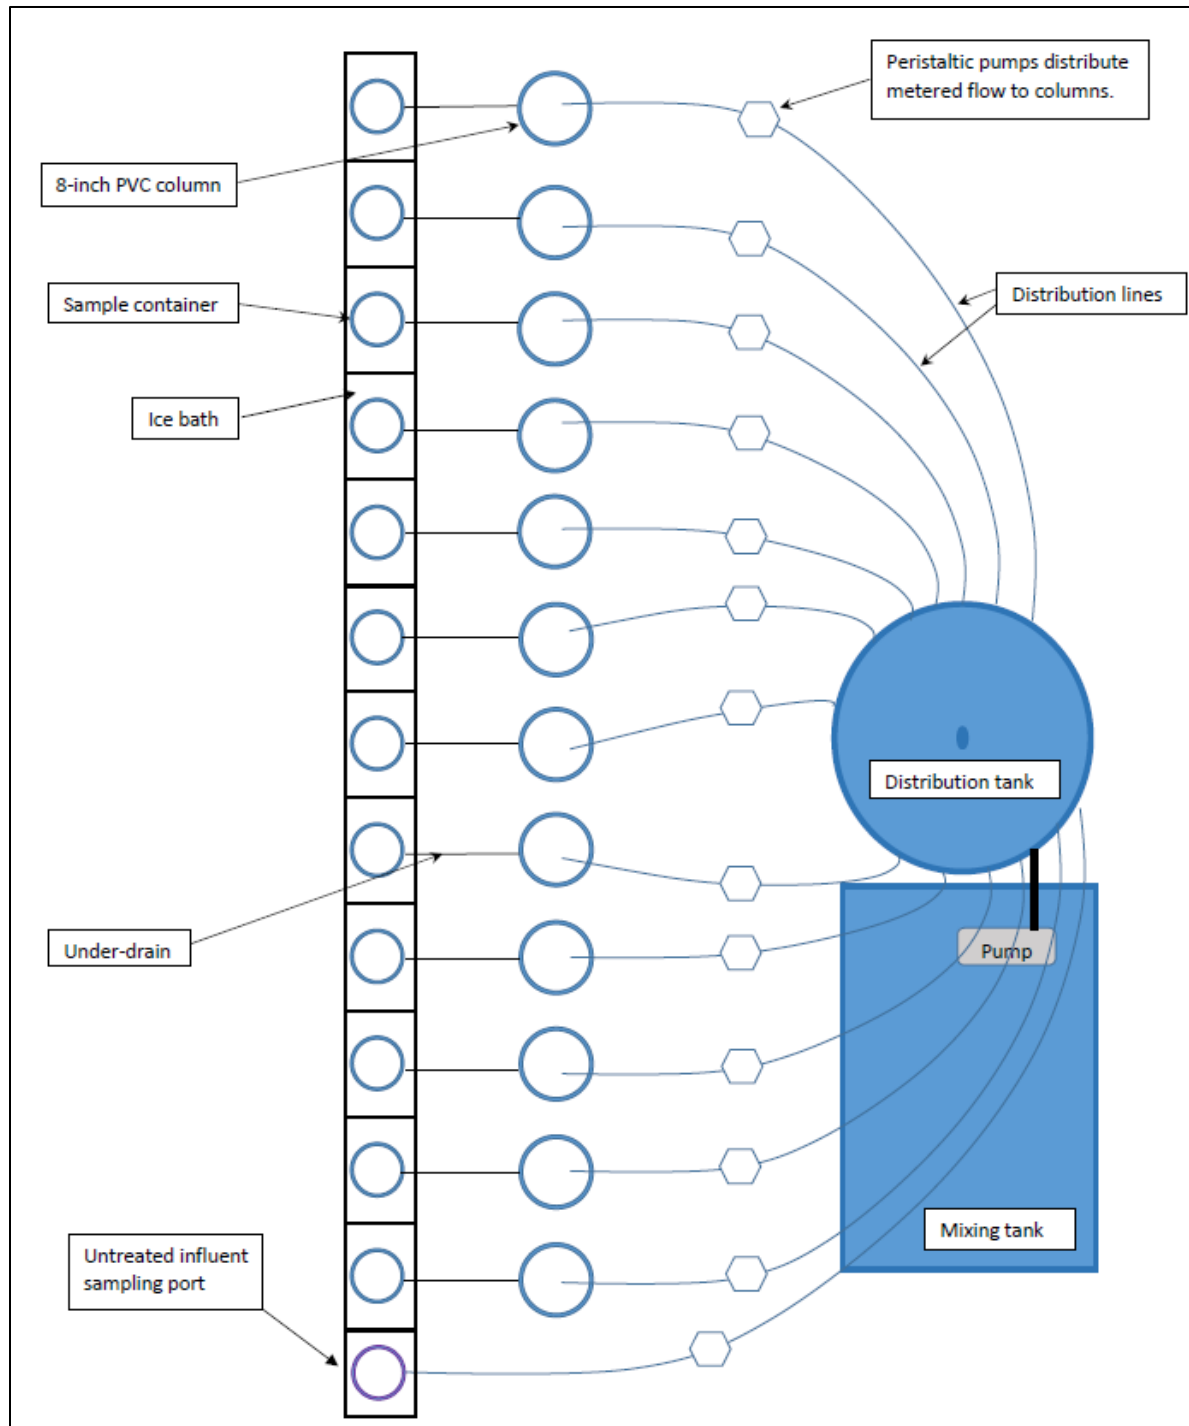 Peristaltic pumps distribute
metered flow to columns.
8-inch PVC column
Sample container
Distribution lines
Ice bath
Distribution tank
Under-drain
Pump
Mixing tank
Untreated influent
sampling port